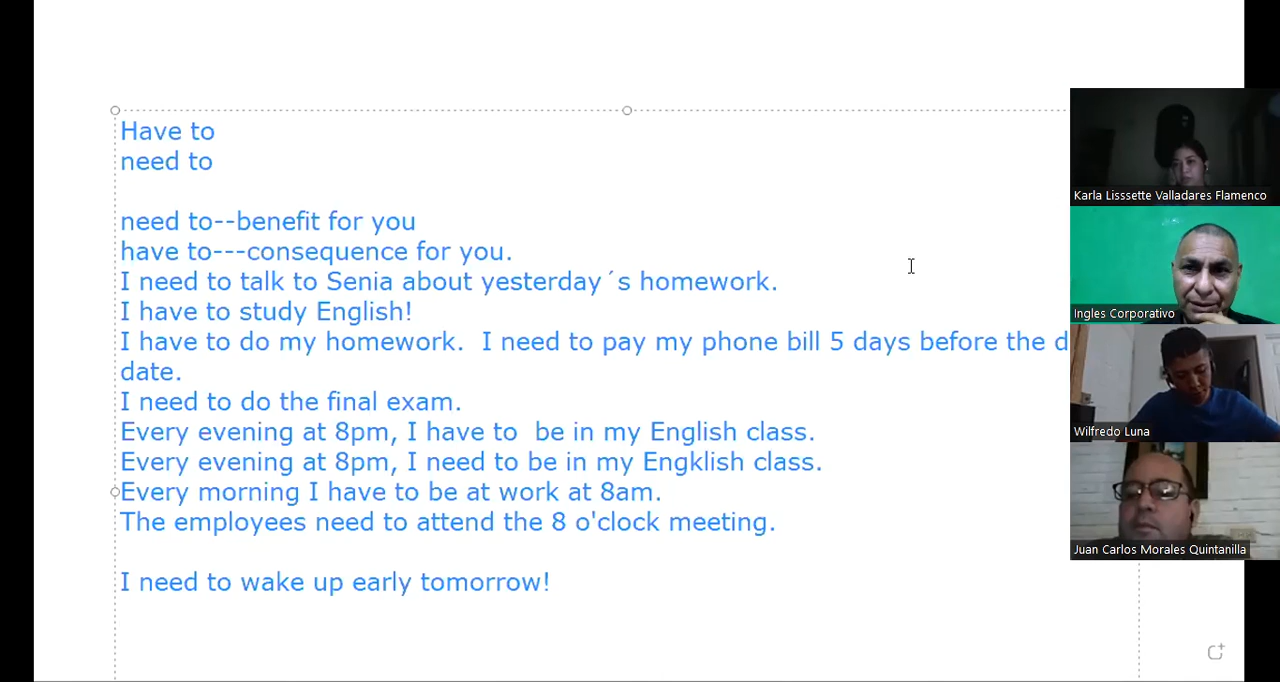 Have to
need to
need to--benefit for you
have to---consequence for you.
I need to talk to Senia about yesterday´s homework.
I have to study English!
I have to do my homework.  I need to pay my phone bill 5 days before the
date.
I need to do the final exam.
Every evening at 8pm, I have to  be in my English class.
Every evening at 8pm, I need to be in my Engklish class.
Every morning I have to be at work at 8am.
The employees need to attend the 8 o'clock meeting.
I need to wake up early tomorrow!
Karla Lisssette Valladares Flamenco
Ingles Corporativo
Wilfredo Luna
Juan Carlos Morales Quintanilla